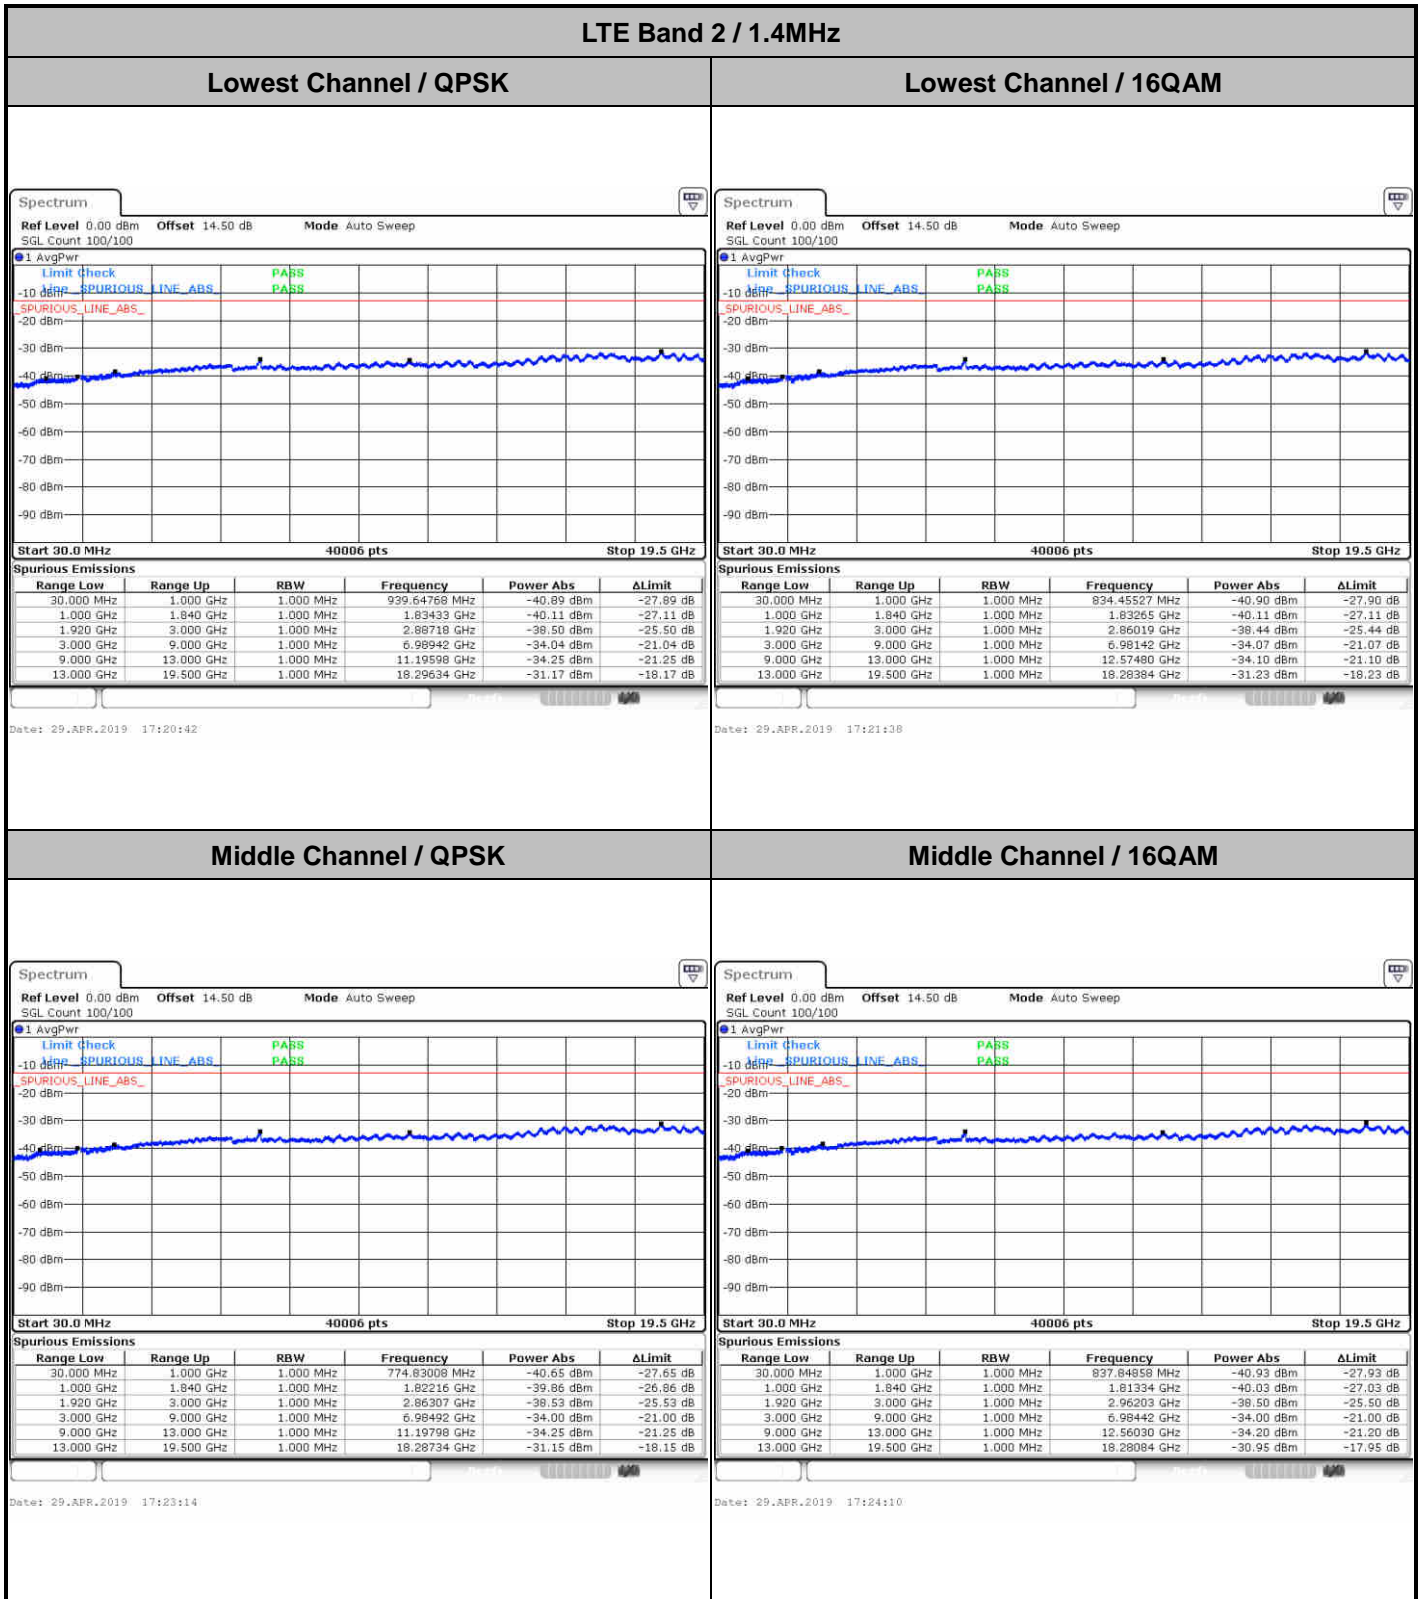 LTE Band 2 / 1.4MHz
Lowest Channel / QPSK
Lowest Channel / 16QAM
Spectrum
Ref Level 0.00 dBm Offset 14.50 dB Mode Auto Sweep
SGL Count 100/100
1 AvgPwr
Limit Check PASS
Line _SPURIOUS_LINE_ABS_ PASS
-10 dBm
_SPURIOUS_LINE_ABS_
-20 dBm
-30 dBm
-40 dBm
-50 dBm
-60 dBm
-70 dBm
-80 dBm
-90 dBm
Start 30.0 MHz 40006 pts Stop 19.5 GHz
Spurious Emissions
Range Low Range Up RBW Frequency Power Abs ΔLimit
30.000 MHz 1.000 GHz 1.000 MHz 939.64768 MHz -40.89 dBm -27.89 dB
1.000 GHz 1.840 GHz 1.000 MHz 1.83433 GHz -40.11 dBm -27.11 dB
1.920 GHz 3.000 GHz 1.000 MHz 2.88718 GHz -38.50 dBm -25.50 dB
3.000 GHz 9.000 GHz 1.000 MHz 6.98942 GHz -34.04 dBm -21.04 dB
9.000 GHz 13.000 GHz 1.000 MHz 11.19598 GHz -34.25 dBm -21.25 dB
13.000 GHz 19.500 GHz 1.000 MHz 18.29634 GHz -31.17 dBm -18.17 dB
Date: 29.APR.2019 17:20:42
Spectrum
Ref Level 0.00 dBm Offset 14.50 dB Mode Auto Sweep
SGL Count 100/100
1 AvgPwr
Limit Check PASS
Line _SPURIOUS_LINE_ABS_ PASS
-10 dBm
_SPURIOUS_LINE_ABS_
-20 dBm
-30 dBm
-40 dBm
-50 dBm
-60 dBm
-70 dBm
-80 dBm
-90 dBm
Start 30.0 MHz 40006 pts Stop 19.5 GHz
Spurious Emissions
Range Low Range Up RBW Frequency Power Abs ΔLimit
30.000 MHz 1.000 GHz 1.000 MHz 834.45527 MHz -40.90 dBm -27.90 dB
1.000 GHz 1.840 GHz 1.000 MHz 1.83265 GHz -40.11 dBm -27.11 dB
1.920 GHz 3.000 GHz 1.000 MHz 2.86019 GHz -38.44 dBm -25.44 dB
3.000 GHz 9.000 GHz 1.000 MHz 6.98142 GHz -34.07 dBm -21.07 dB
9.000 GHz 13.000 GHz 1.000 MHz 12.57480 GHz -34.10 dBm -21.10 dB
13.000 GHz 19.500 GHz 1.000 MHz 18.28384 GHz -31.23 dBm -18.23 dB
Date: 29.APR.2019 17:21:38
Middle Channel / QPSK
Middle Channel / 16QAM
Spectrum
Ref Level 0.00 dBm Offset 14.50 dB Mode Auto Sweep
SGL Count 100/100
1 AvgPwr
Limit Check PASS
Line _SPURIOUS_LINE_ABS_ PASS
-10 dBm
_SPURIOUS_LINE_ABS_
-20 dBm
-30 dBm
-40 dBm
-50 dBm
-60 dBm
-70 dBm
-80 dBm
-90 dBm
Start 30.0 MHz 40006 pts Stop 19.5 GHz
Spurious Emissions
Range Low Range Up RBW Frequency Power Abs ΔLimit
30.000 MHz 1.000 GHz 1.000 MHz 774.83008 MHz -40.65 dBm -27.65 dB
1.000 GHz 1.840 GHz 1.000 MHz 1.82216 GHz -39.86 dBm -26.86 dB
1.920 GHz 3.000 GHz 1.000 MHz 2.86307 GHz -38.53 dBm -25.53 dB
3.000 GHz 9.000 GHz 1.000 MHz 6.98492 GHz -34.00 dBm -21.00 dB
9.000 GHz 13.000 GHz 1.000 MHz 11.19798 GHz -34.25 dBm -21.25 dB
13.000 GHz 19.500 GHz 1.000 MHz 18.28734 GHz -31.15 dBm -18.15 dB
Date: 29.APR.2019 17:23:14
Spectrum
Ref Level 0.00 dBm Offset 14.50 dB Mode Auto Sweep
SGL Count 100/100
1 AvgPwr
Limit Check PASS
Line _SPURIOUS_LINE_ABS_ PASS
-10 dBm
_SPURIOUS_LINE_ABS_
-20 dBm
-30 dBm
-40 dBm
-50 dBm
-60 dBm
-70 dBm
-80 dBm
-90 dBm
Start 30.0 MHz 40006 pts Stop 19.5 GHz
Spurious Emissions
Range Low Range Up RBW Frequency Power Abs ΔLimit
30.000 MHz 1.000 GHz 1.000 MHz 837.84858 MHz -40.93 dBm -27.93 dB
1.000 GHz 1.840 GHz 1.000 MHz 1.81334 GHz -40.03 dBm -27.03 dB
1.920 GHz 3.000 GHz 1.000 MHz 2.96203 GHz -38.50 dBm -25.50 dB
3.000 GHz 9.000 GHz 1.000 MHz 6.98442 GHz -34.00 dBm -21.00 dB
9.000 GHz 13.000 GHz 1.000 MHz 12.56030 GHz -34.20 dBm -21.20 dB
13.000 GHz 19.500 GHz 1.000 MHz 18.28084 GHz -30.95 dBm -17.95 dB
Date: 29.APR.2019 17:24:10